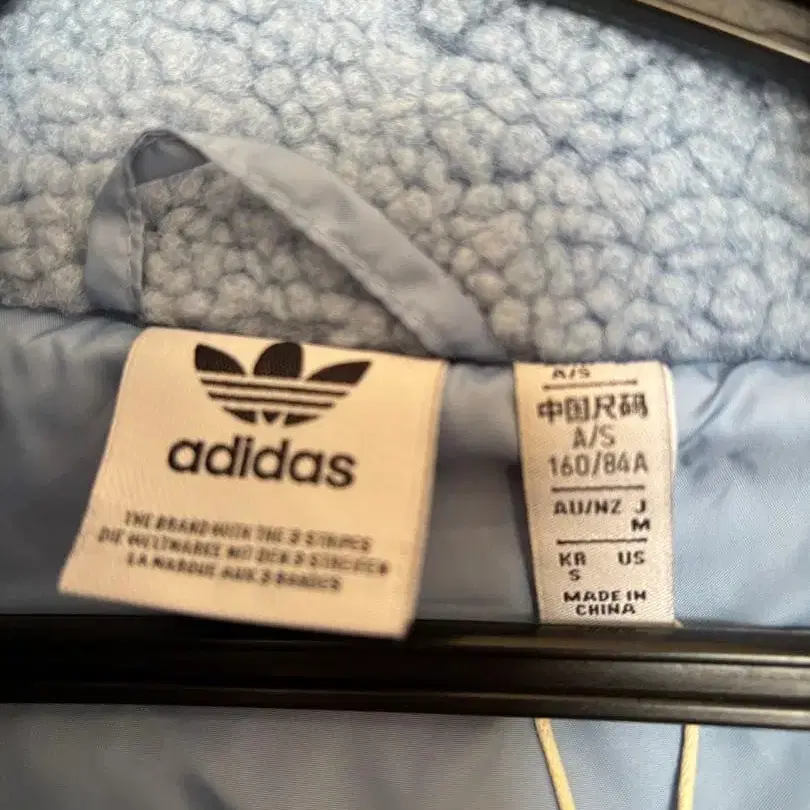 adidas
THE BRAND WITH THE 3 STRIPES
DIE WELTMARKE MIT DEN 3 STREIFEN
LA MARQUE AUX 3 BANDES
A/S
中国尺码
A/S
160/84A
AU/NZ J
M
KR US
S
MADE IN
CHINA